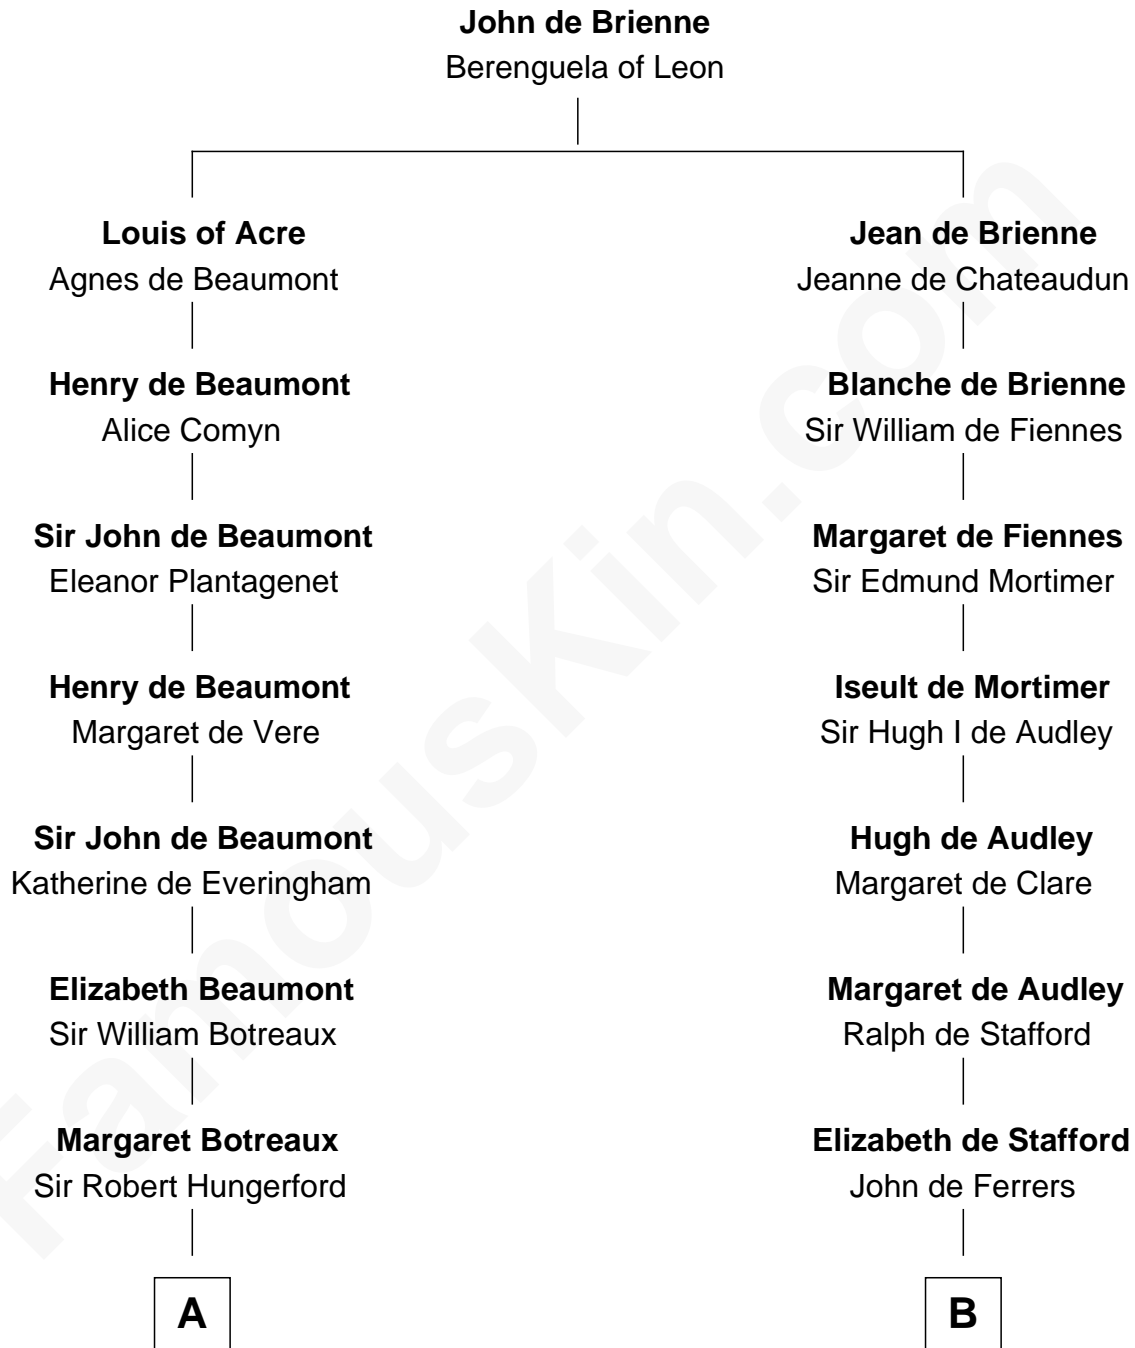 John de Brienne
Berenguela of Leon
Louis of Acre
Agnes de Beaumont
Jean de Brienne
Jeanne de Chateaudun
Henry de Beaumont
Alice Comyn
Blanche de Brienne
Sir William de Fiennes
Sir John de Beaumont
Eleanor Plantagenet
Margaret de Fiennes
Sir Edmund Mortimer
Henry de Beaumont
Margaret de Vere
Iseult de Mortimer
Sir Hugh I de Audley
Sir John de Beaumont
Katherine de Everingham
Hugh de Audley
Margaret de Clare
Elizabeth Beaumont
Sir William Botreaux
Margaret de Audley
Ralph de Stafford
Margaret Botreaux
Sir Robert Hungerford
Elizabeth de Stafford
John de Ferrers
A
B
FamousKin.com